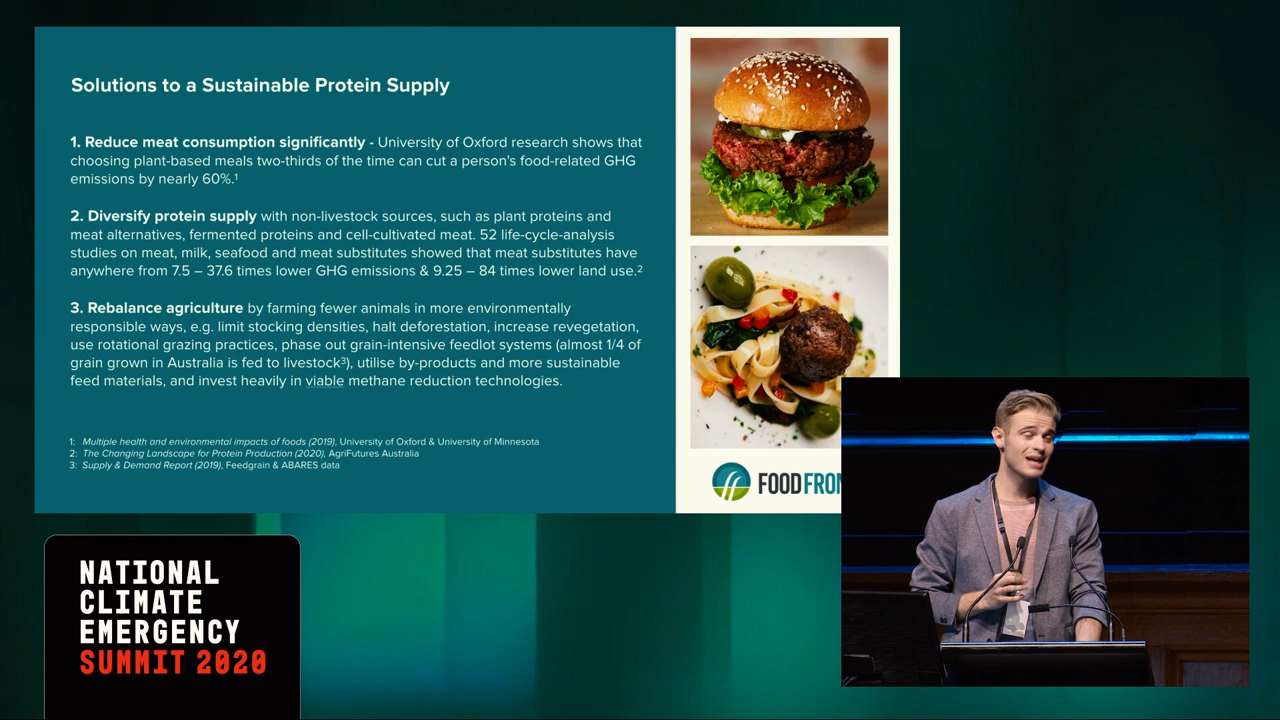 Solutions to a Sustainable Protein Supply
1. Reduce meat consumption significantly - University of Oxford research shows that
choosing plant-based meals two-thirds of the time can cut a person's food-related GHG
emissions by nearly 60%.¹
2. Diversify protein supply with non-livestock sources, such as plant proteins and
meat alternatives, fermented proteins and cell-cultivated meat. 52 life-cycle-analysis
studies on meat, milk, seafood and meat substitutes showed that meat substitutes have
anywhere from 7.5 – 37.6 times lower GHG emissions & 9.25 – 84 times lower land use.²
3. Rebalance agriculture by farming fewer animals in more environmentally
responsible ways, e.g. limit stocking densities, halt deforestation, increase revegetation,
use rotational grazing practices, phase out grain-intensive feedlot systems (almost 1/4 of
grain grown in Australia is fed to livestock³), utilise by-products and more sustainable
feed materials, and invest heavily in viable methane reduction technologies.
1: Multiple health and environmental impacts of foods (2019), University of Oxford & University of Minnesota
2: The Changing Landscape for Protein Production (2020), AgriFutures Australia
3: Supply & Demand Report (2019), Feedgrain & ABARES data
FOOD FRON
NATIONAL
CLIMATE
EMERGENCY
SUMMIT 2020